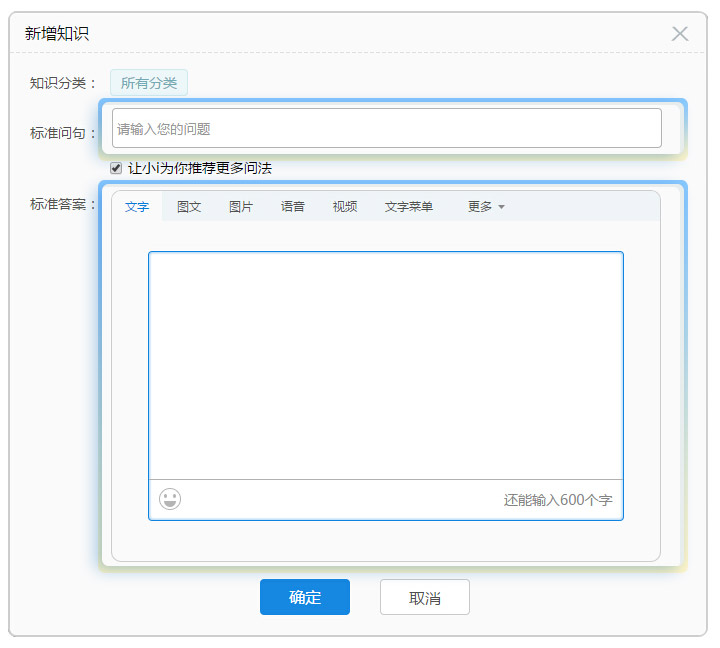 新增知识
知识分类：
所有分类
标准问句：
请输入您的问题
让小i为你推荐更多问法
标准答案：
文字 图文 图片 语音 视频 文字菜单 更多
还能输入600个字
确定 取消